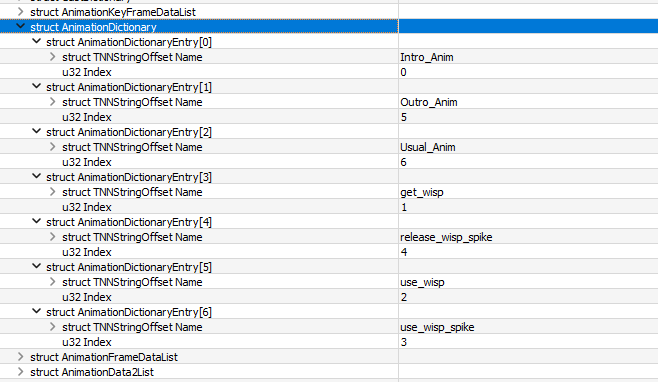 struct AnimationKeyFrameDataList
struct AnimationDictionary
struct AnimationDictionaryEntry[0]
struct TNNStringOffset Name Intro_Anim
u32 Index 0
struct AnimationDictionaryEntry[1]
struct TNNStringOffset Name Outro_Anim
u32 Index 5
struct AnimationDictionaryEntry[2]
struct TNNStringOffset Name Usual_Anim
u32 Index 6
struct AnimationDictionaryEntry[3]
struct TNNStringOffset Name get_wisp
u32 Index 1
struct AnimationDictionaryEntry[4]
struct TNNStringOffset Name release_wisp_spike
u32 Index 4
struct AnimationDictionaryEntry[5]
struct TNNStringOffset Name use_wisp
u32 Index 2
struct AnimationDictionaryEntry[6]
struct TNNStringOffset Name use_wisp_spike
u32 Index 3
struct AnimationFrameDataList
struct AnimationData2List